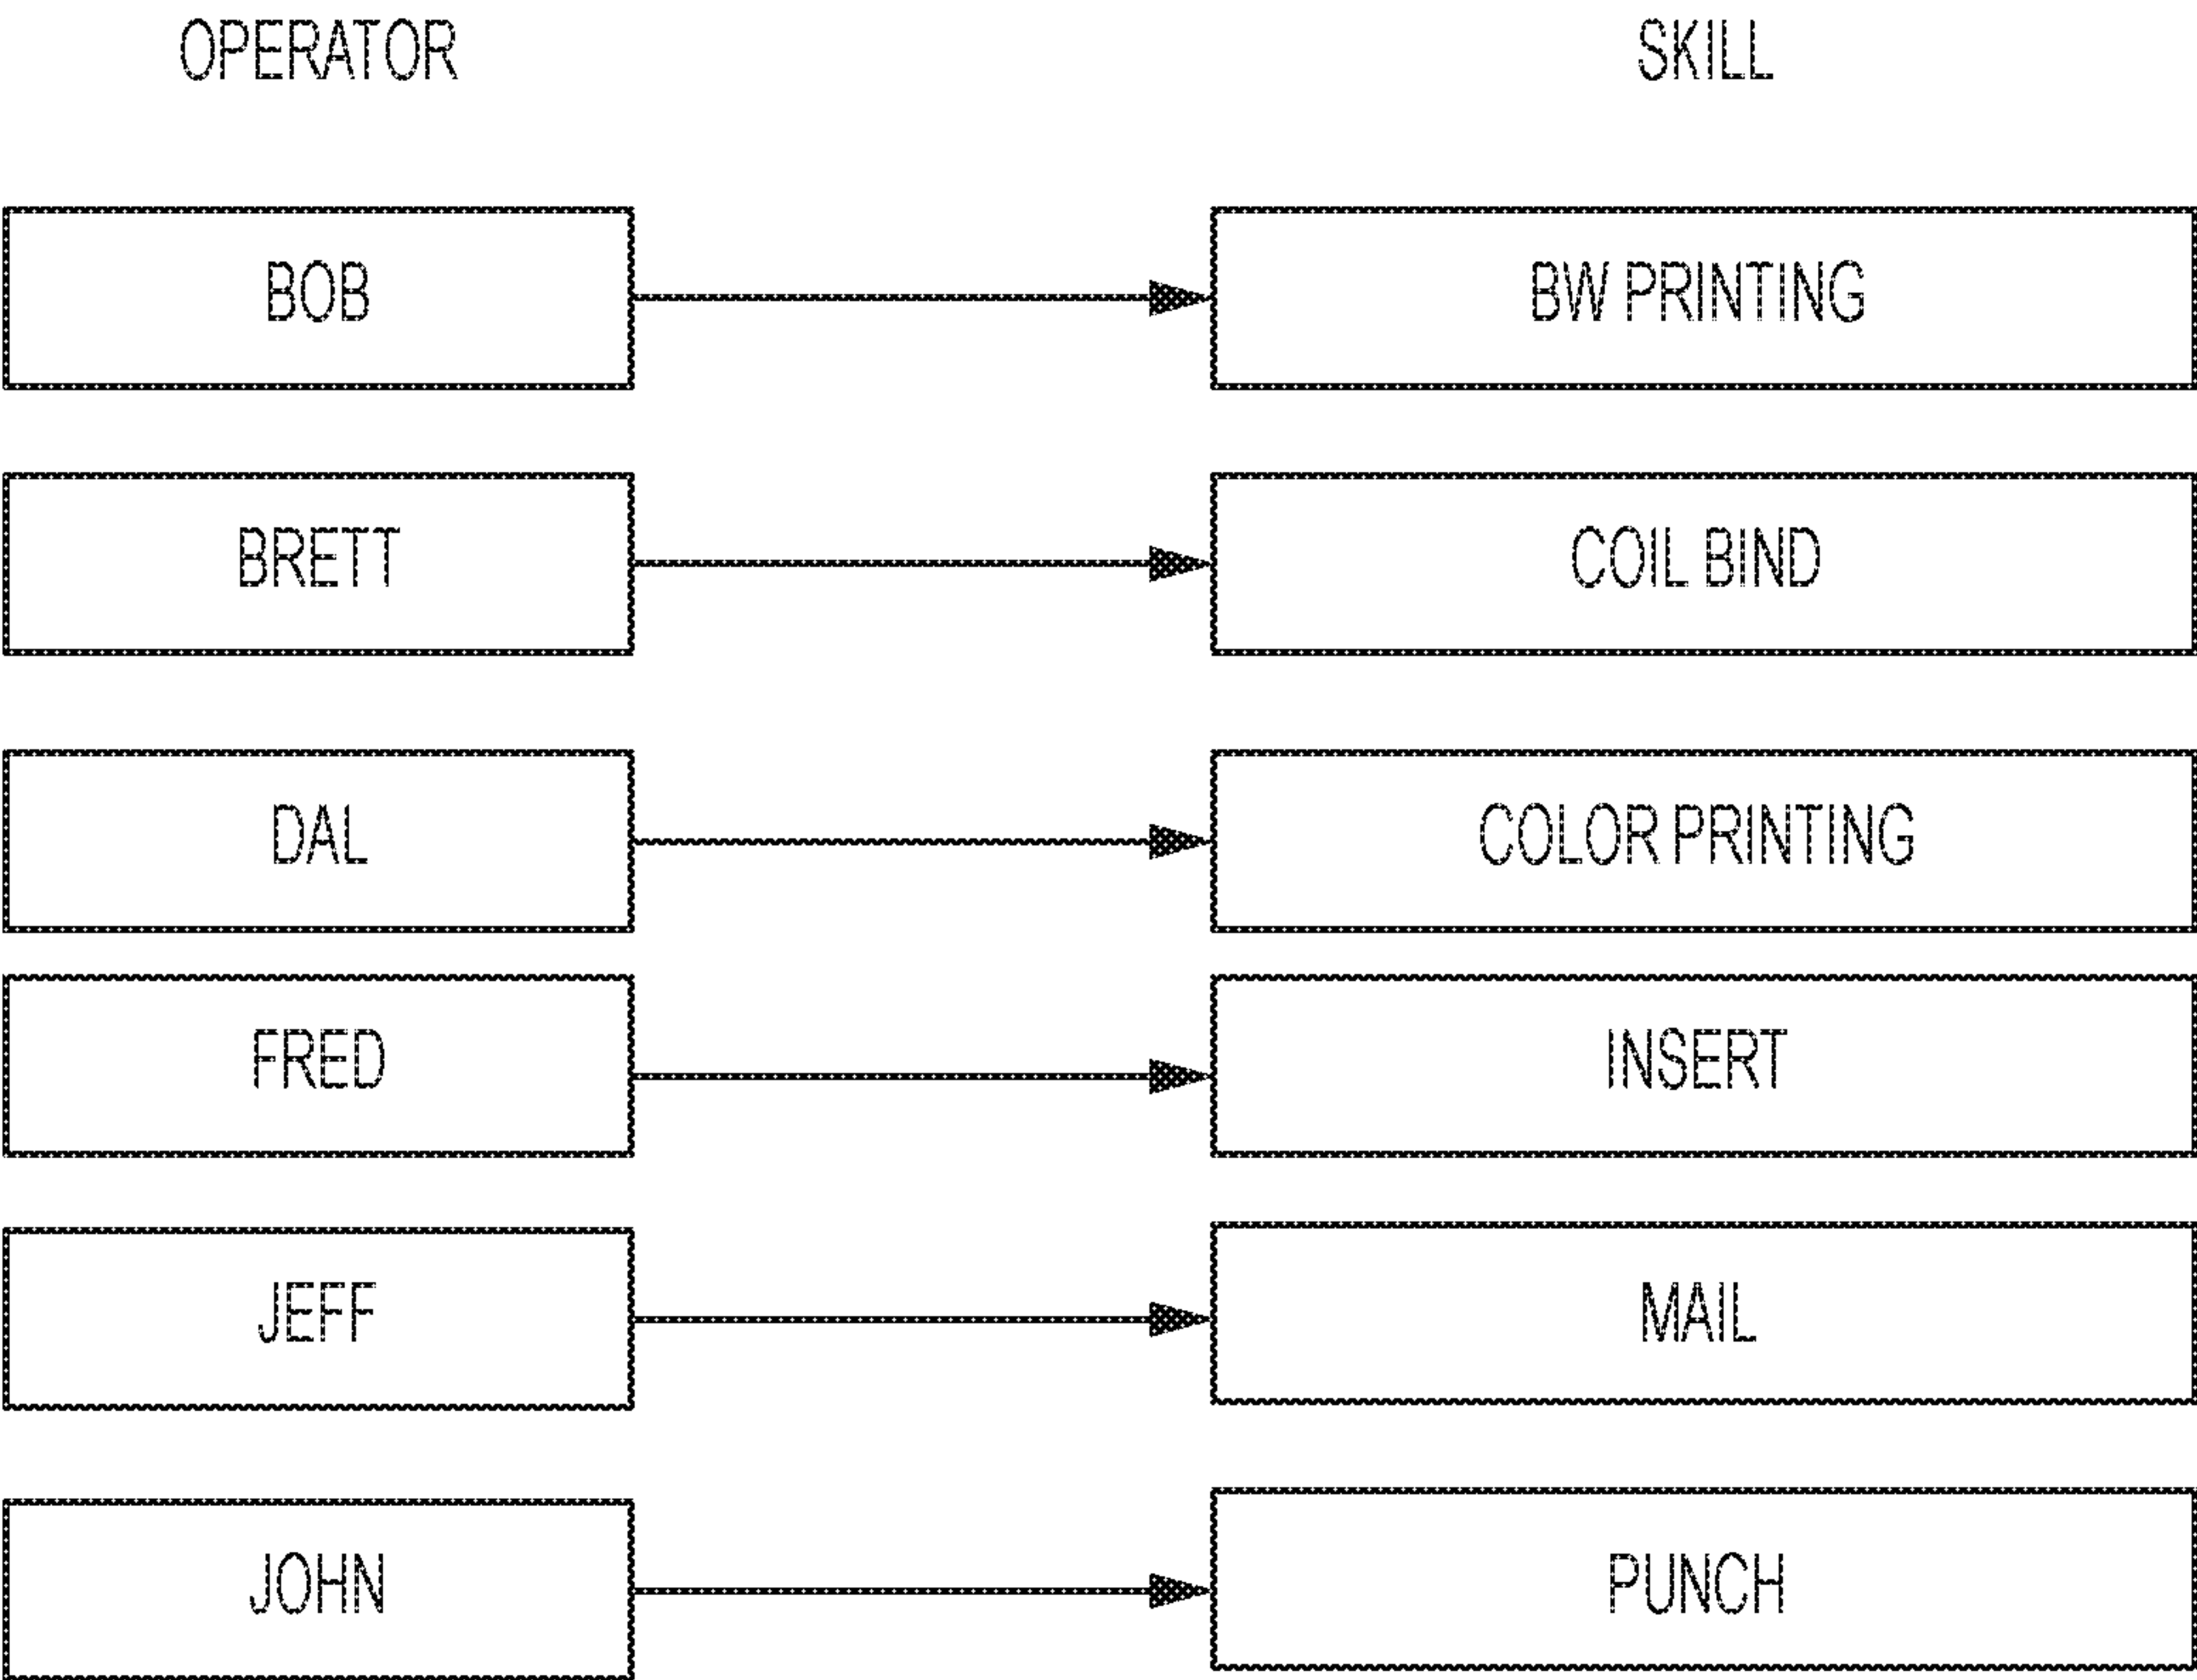 OPERATOR SKILL
BOB BW PRINTING
BRETT COIL BIND
DAL COLOR PRINTING
FRED INSERT
JEFF MAIL
JOHN PUNCH